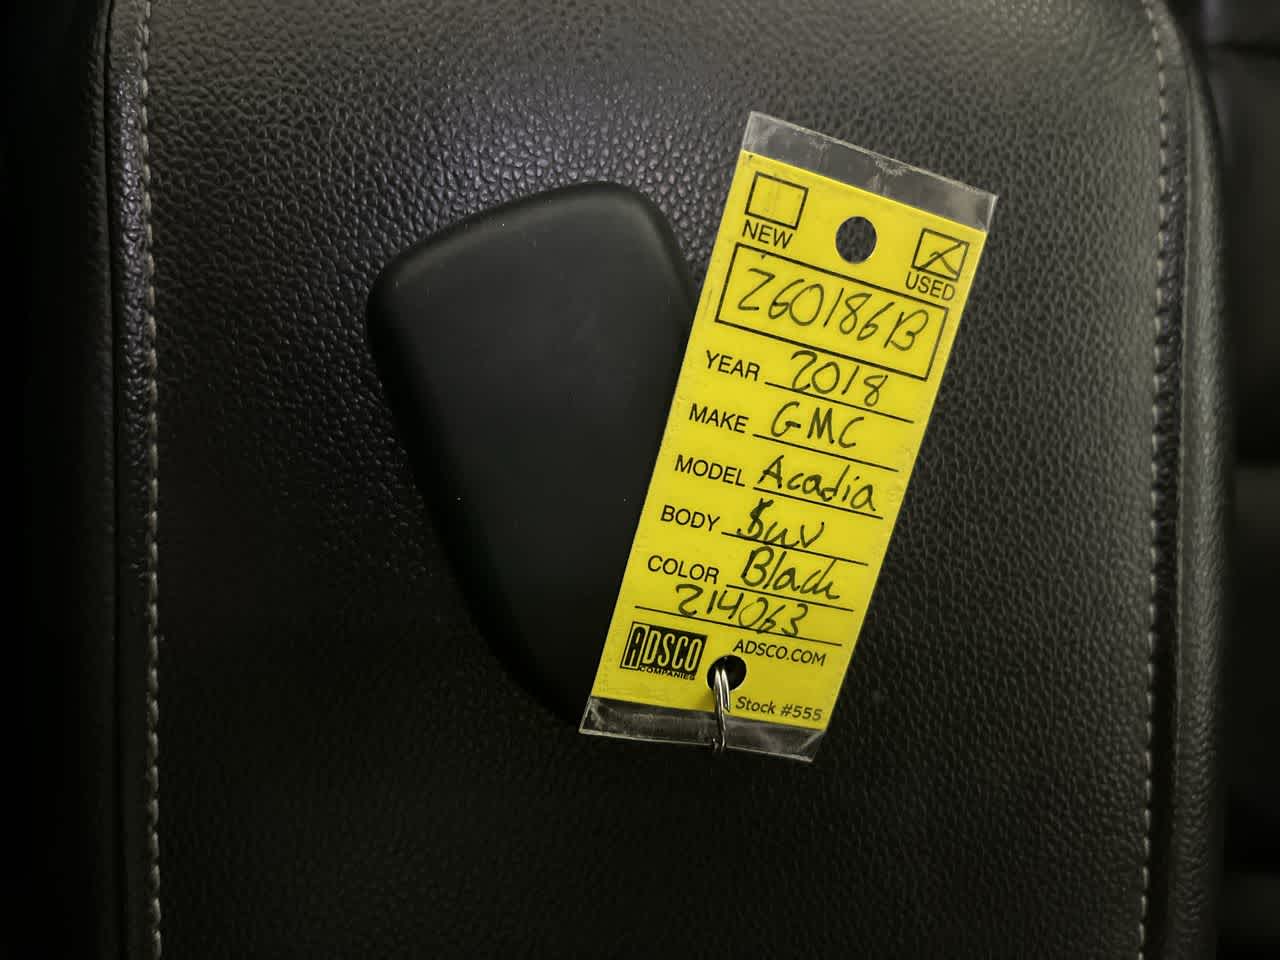 NEW
USED
260186B
YEAR 2018
MAKE GMC
MODEL Acadia
BODY Suv
COLOR Black
214063
ADSCO COMPANIES ADSCO.COM
Stock #555